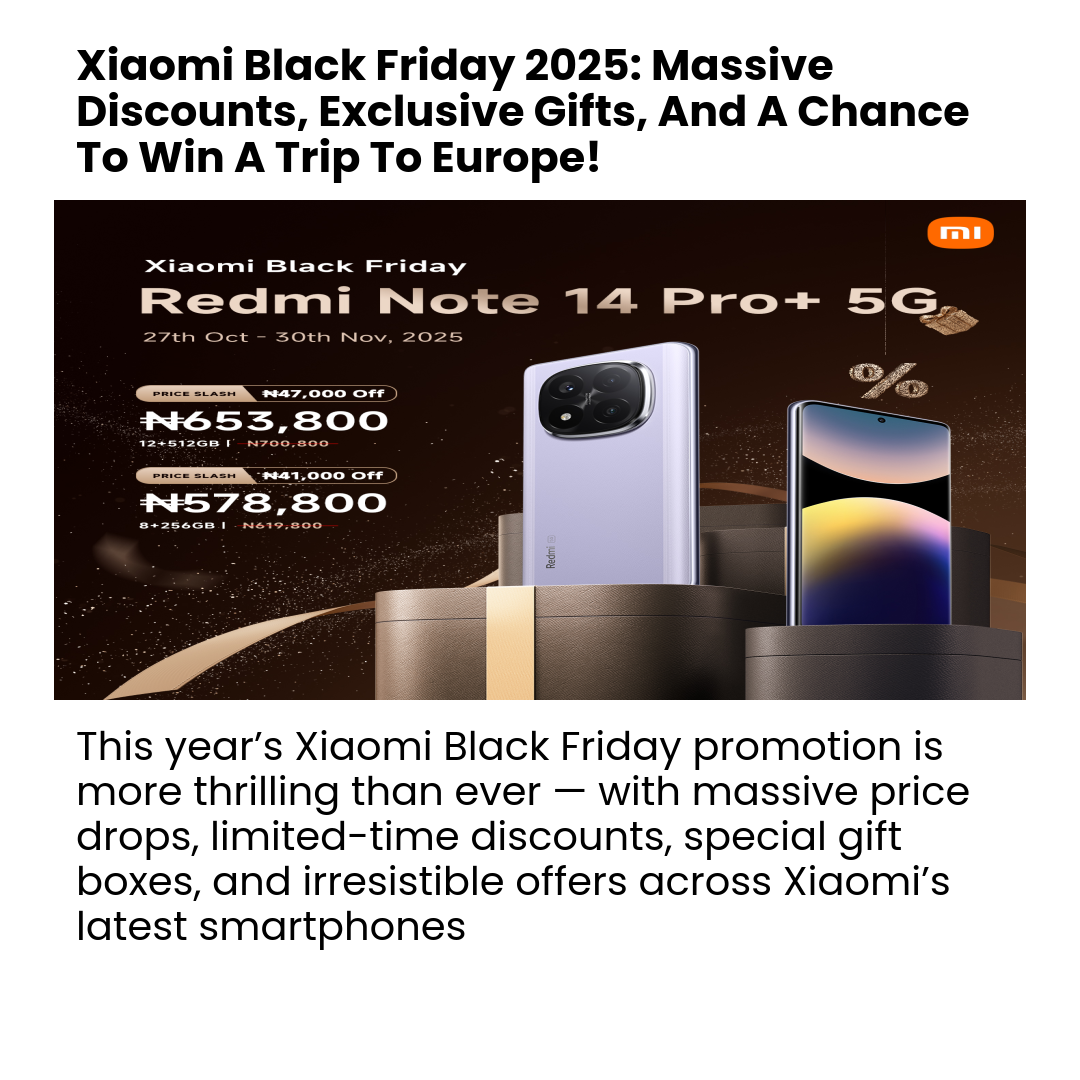 Xiaomi Black Friday 2025: Massive
Discounts, Exclusive Gifts, And A Chance
To Win A Trip To Europe!
mi
Xiaomi Black Friday
Redmi Note 14 Pro+ 5G
27th Oct - 30th Nov, 2025
PRICE SLASH ₦47,000 Off
₦653,800
12+512GB | N700,800
PRICE SLASH ₦41,000 Off
₦578,800
8+256GB | N619,800
%
Redmi 5G
This year’s Xiaomi Black Friday promotion is
more thrilling than ever — with massive price
drops, limited-time discounts, special gift
boxes, and irresistible offers across Xiaomi’s
latest smartphones